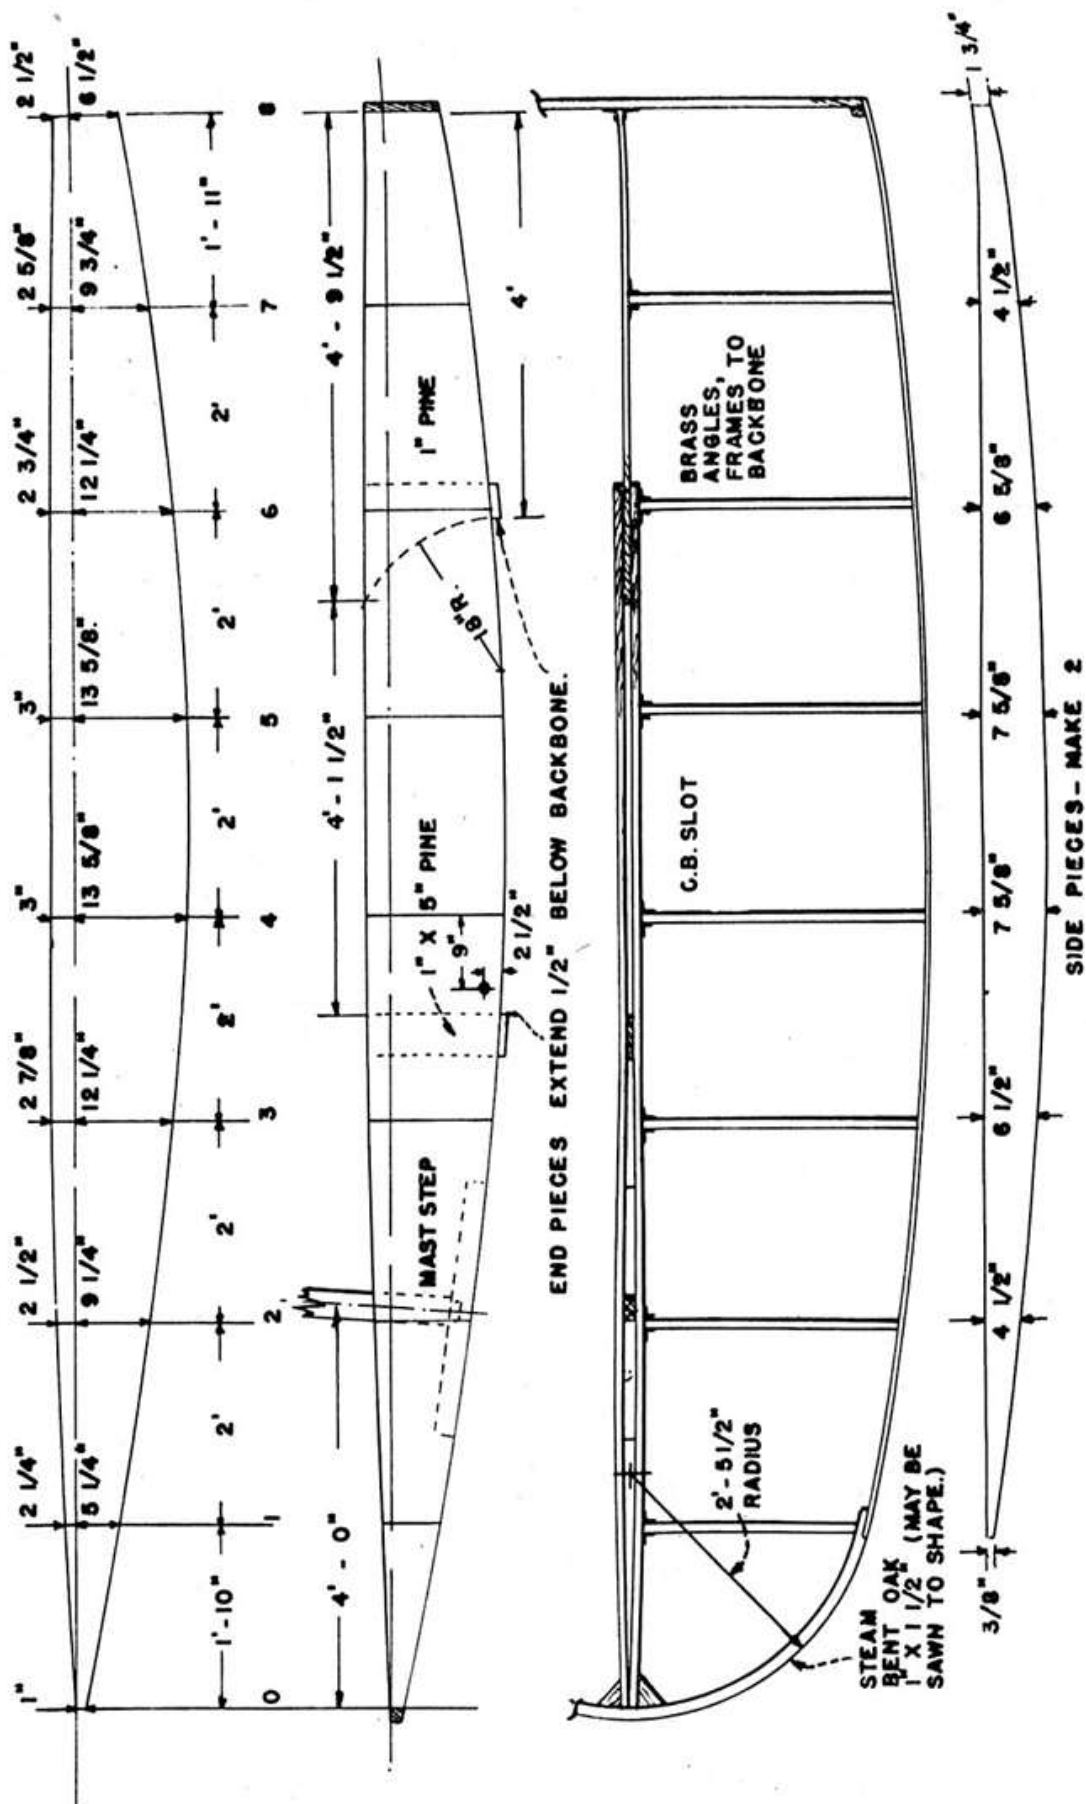 1" 2 1/4" 2 1/2" 2 7/8" 3" 3" 2 3/4" 2 5/8" 2 1/2"
5 1/4" 9 1/4" 12 1/4" 13 5/8" 13 5/8. 12 1/4" 9 3/4" 6 1/2"
1'-10" 2' 2' 2' 2' 2' 2' 1'-11"
0 1 2 3 4 5 6 7 8
4'-0" 4'-1 1/2" 4'-9 1/2"
MAST STEP
1" X 5" PINE
9"
2 1/2"
18"R.
1" PINE
4'
END PIECES EXTEND 1/2" BELOW BACKBONE.
2'-5 1/2"
RADIUS
C.B. SLOT
BRASS
ANGLES,
FRAMES TO
BACKBONE
STEAM
BENT OAK
1" X 1 1/2" (MAY BE
SAWN TO SHAPE.)
3/8" 4 1/2" 6 1/2" 7 5/8" 7 5/8" 6 5/8" 4 1/2" 1 3/4"
SIDE PIECES - MAKE 2